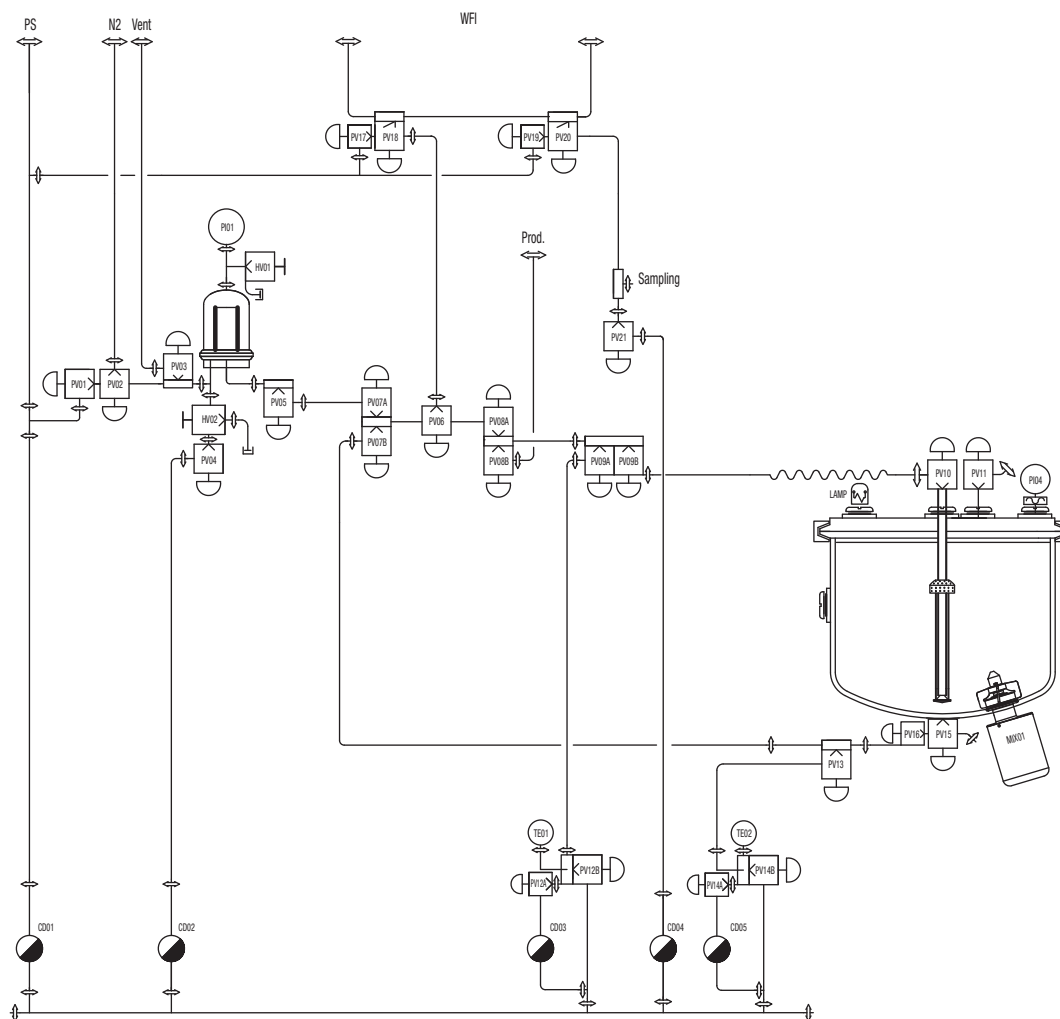 PS
N2
Vent
WFI
PV17
PV18
PV19
PV20
PI01
HV01
Prod.
Sampling
PV21
PV03
PV01
PV02
PV05
PV07A
PV07B
PV06
PV08A
PV08B
HV02
PV04
PV09A
PV09B
PV10
PV11
PI04
LAMP
PV16
PV15
MIX01
PV13
TE01
TE02
PV12A
PV12B
PV14A
PV14B
CD01
CD02
CD03
CD04
CD05